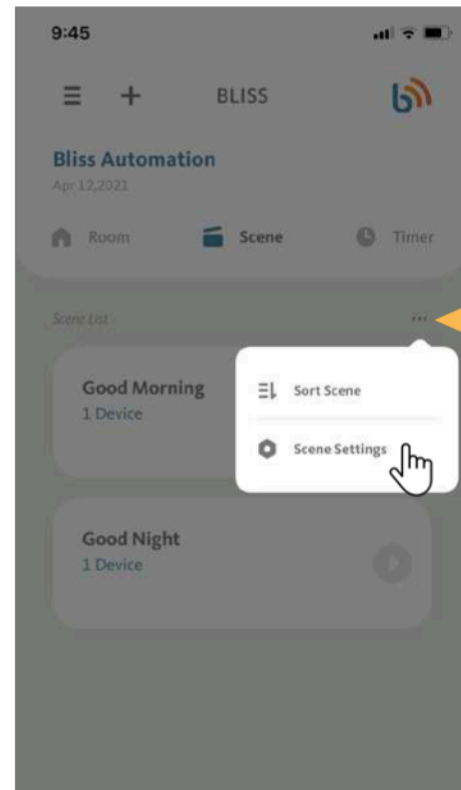 9:45
BLISS
Bliss Automation
Apr 12,2021
Room Scene Timer
Scene List
Good Morning
1 Device
Sort Scene
Scene Settings
Good Night
1 Device